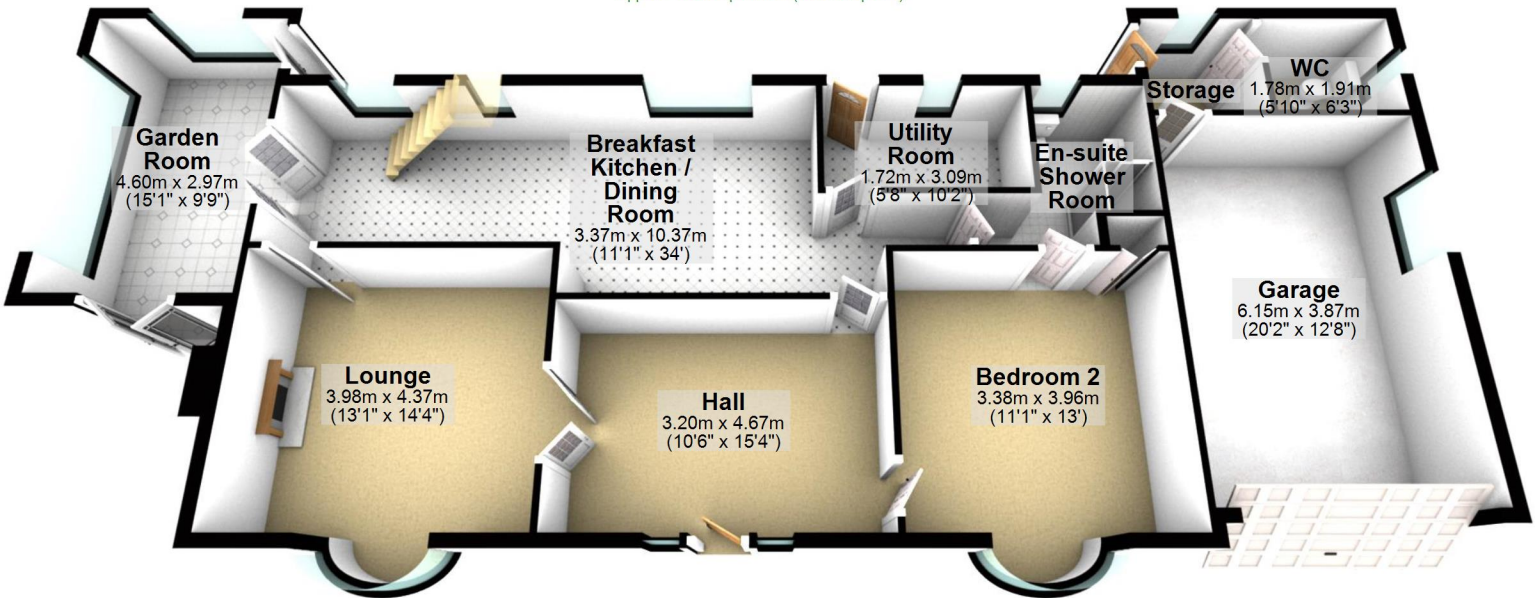 Garden
Room
4.60m x 2.97m
(15'1" x 9'9")
Breakfast
Kitchen /
Dining
Room
3.37m x 10.37m
(11'1" x 34')
Utility
Room
1.72m x 3.09m
(5'8" x 10'2")
En-suite
Shower
Room
Storage
WC
1.78m x 1.91m
(5'10" x 6'3")
Garage
6.15m x 3.87m
(20'2" x 12'8")
Lounge
3.98m x 4.37m
(13'1" x 14'4")
Hall
3.20m x 4.67m
(10'6" x 15'4")
Bedroom 2
3.38m x 3.96m
(11'1" x 13')